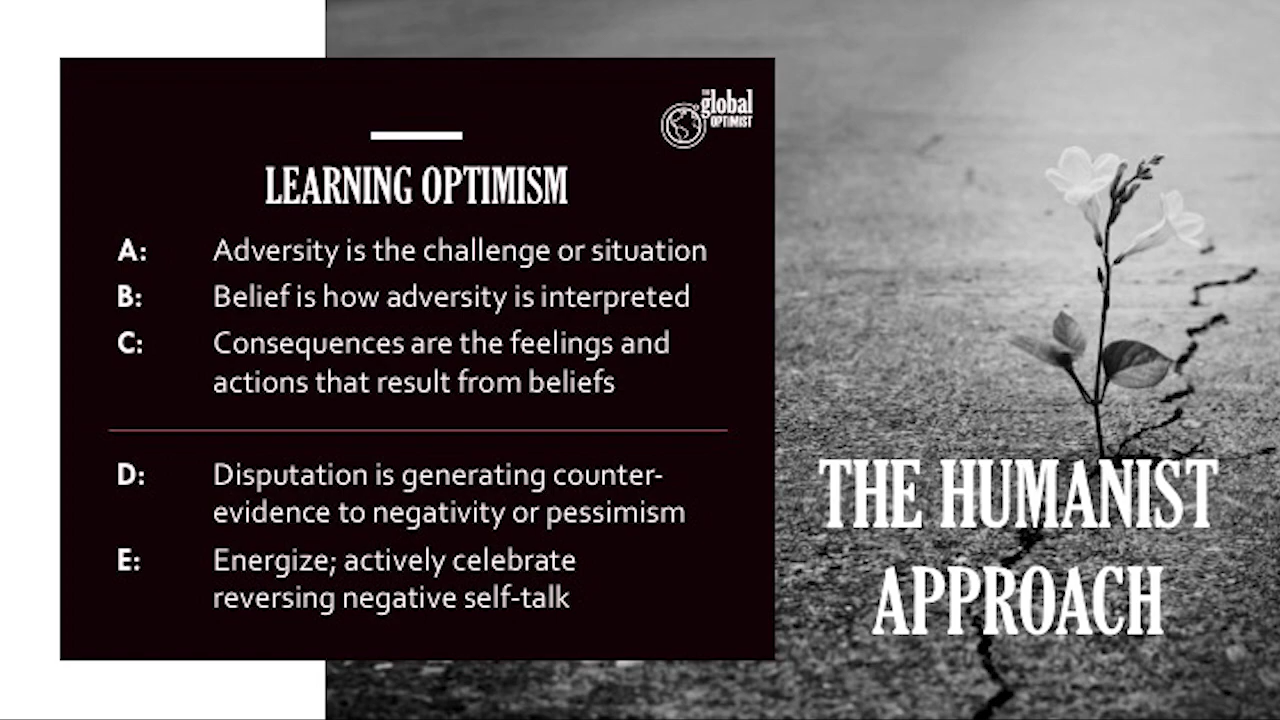 THE
global
OPTIMIST
LEARNING OPTIMISM
A: Adversity is the challenge or situation
B: Belief is how adversity is interpreted
C: Consequences are the feelings and
actions that result from beliefs
D: Disputation is generating counter-
evidence to negativity or pessimism
E: Energize; actively celebrate
reversing negative self-talk
THE HUMANIST
APPROACH